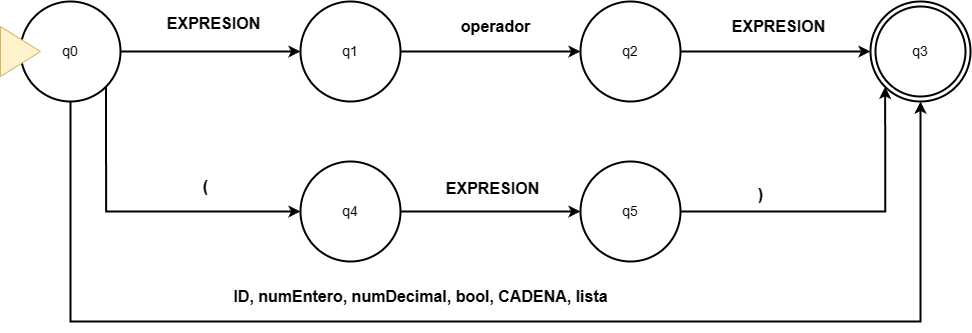 EXPRESION
operador
EXPRESION
q0
q1
q2
q3
(
EXPRESION
)
q4
q5
ID, numEntero, numDecimal, bool, CADENA, lista